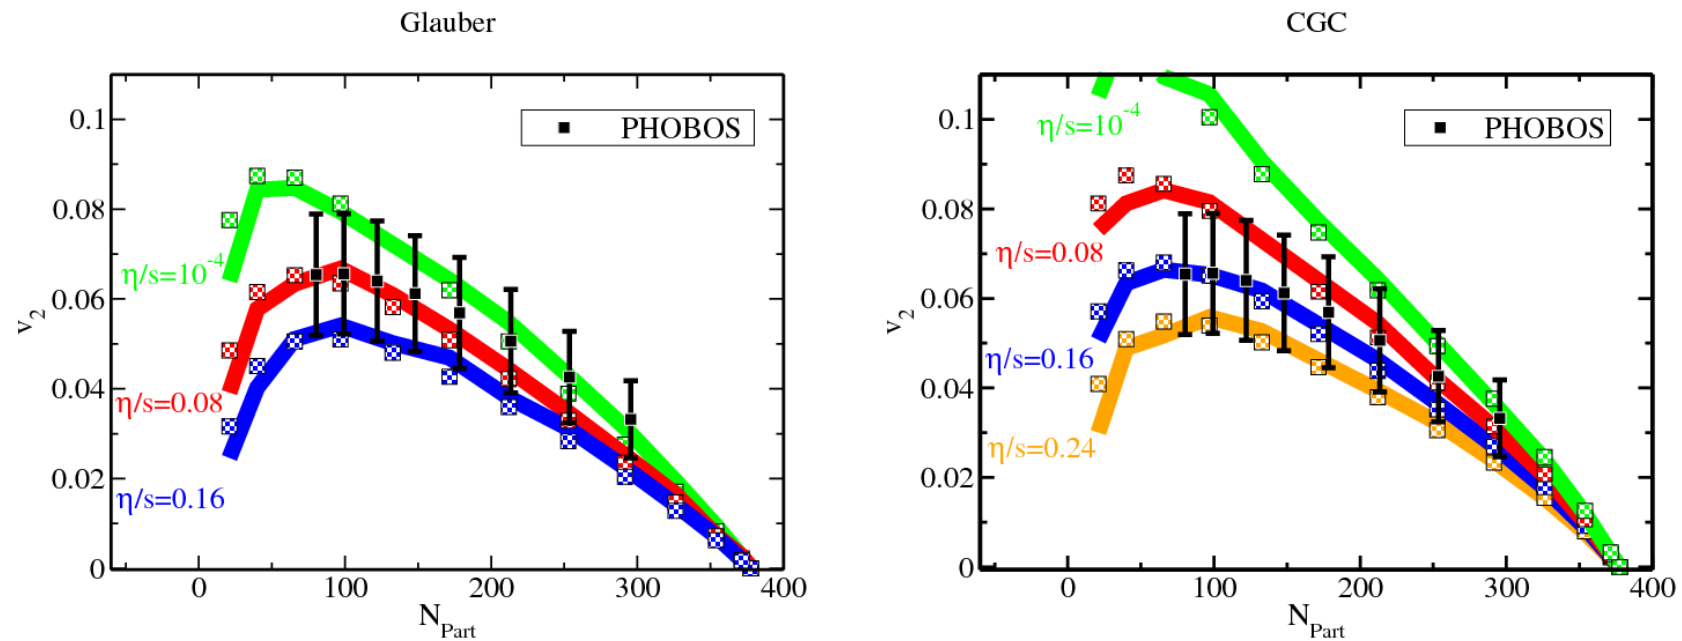 Glauber
0.1
0.08
0.06
0.04
0.02
0
v2
PHOBOS
η/s=10-4
η/s=0.08
η/s=0.16
0 100 200 300 400
NPart
CGC
0.1
0.08
0.06
0.04
0.02
0
v2
PHOBOS
η/s=10-4
η/s=0.08
η/s=0.16
η/s=0.24
0 100 200 300 400
NPart